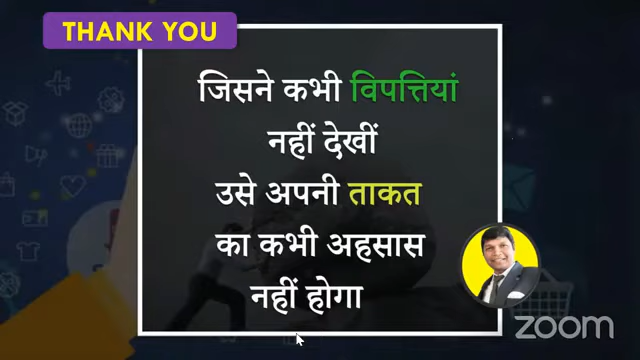 THANK YOU
जिसने कभी विपत्तियां
नहीं देखीं
उसे अपनी ताकत
का कभी अहसास
नहीं होगा
zoom